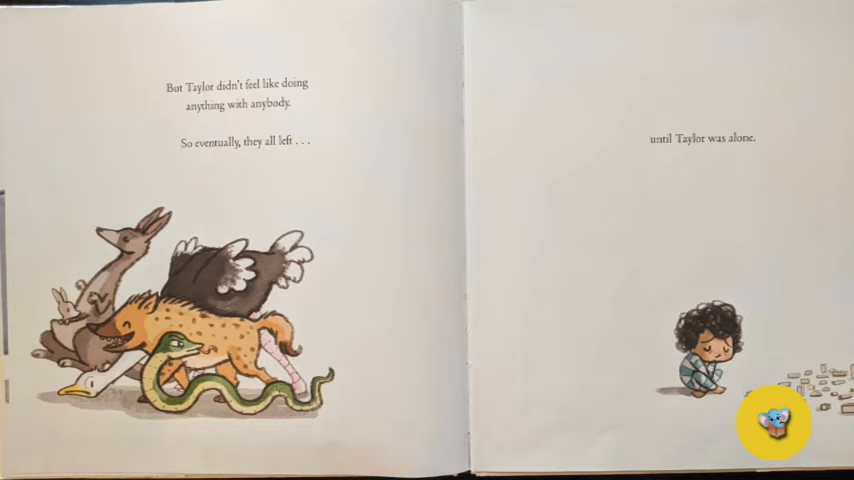 But Taylor didn't feel like doing
anything with anybody.
So eventually, they all left . . .
until Taylor was alone.